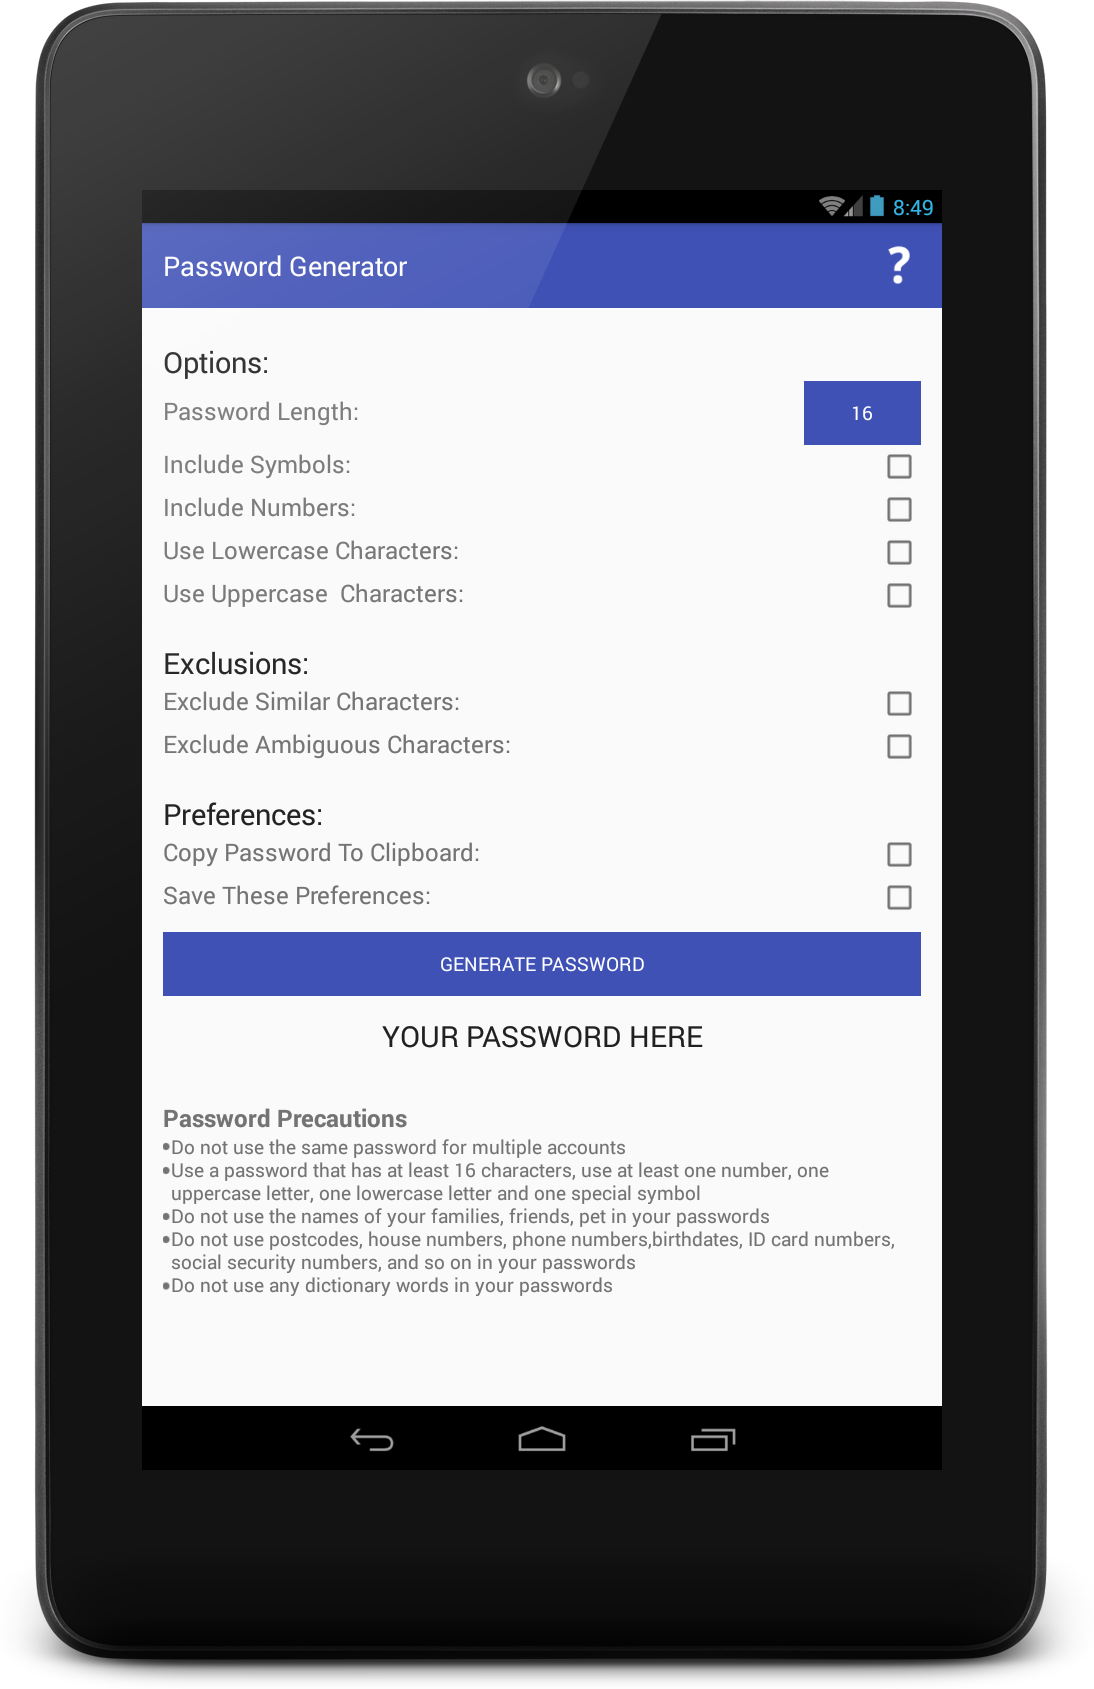 8:49
Password Generator ?
Options:
Password Length: 16
Include Symbols:
Include Numbers:
Use Lowercase Characters:
Use Uppercase  Characters:
Exclusions:
Exclude Similar Characters:
Exclude Ambiguous Characters:
Preferences:
Copy Password To Clipboard:
Save These Preferences:
GENERATE PASSWORD
YOUR PASSWORD HERE
Password Precautions
•Do not use the same password for multiple accounts
•Use a password that has at least 16 characters, use at least one number, one
uppercase letter, one lowercase letter and one special symbol
•Do not use the names of your families, friends, pet in your passwords
•Do not use postcodes, house numbers, phone numbers,birthdates, ID card numbers,
social security numbers, and so on in your passwords
•Do not use any dictionary words in your passwords